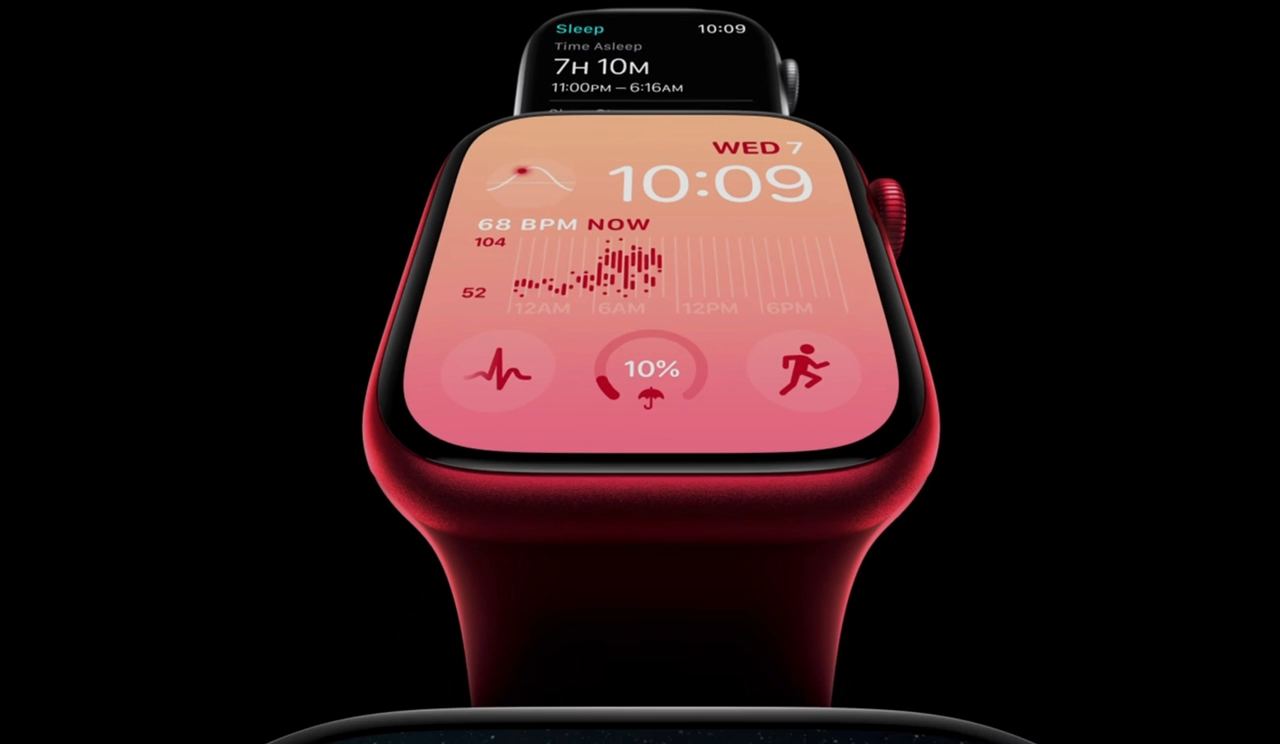 Sleep 10:09
Time Asleep
7H 10M
11:00PM – 6:16AM
WED 7
10:09
68 BPM NOW
104
52
12AM 6AM 12PM 6PM
10%